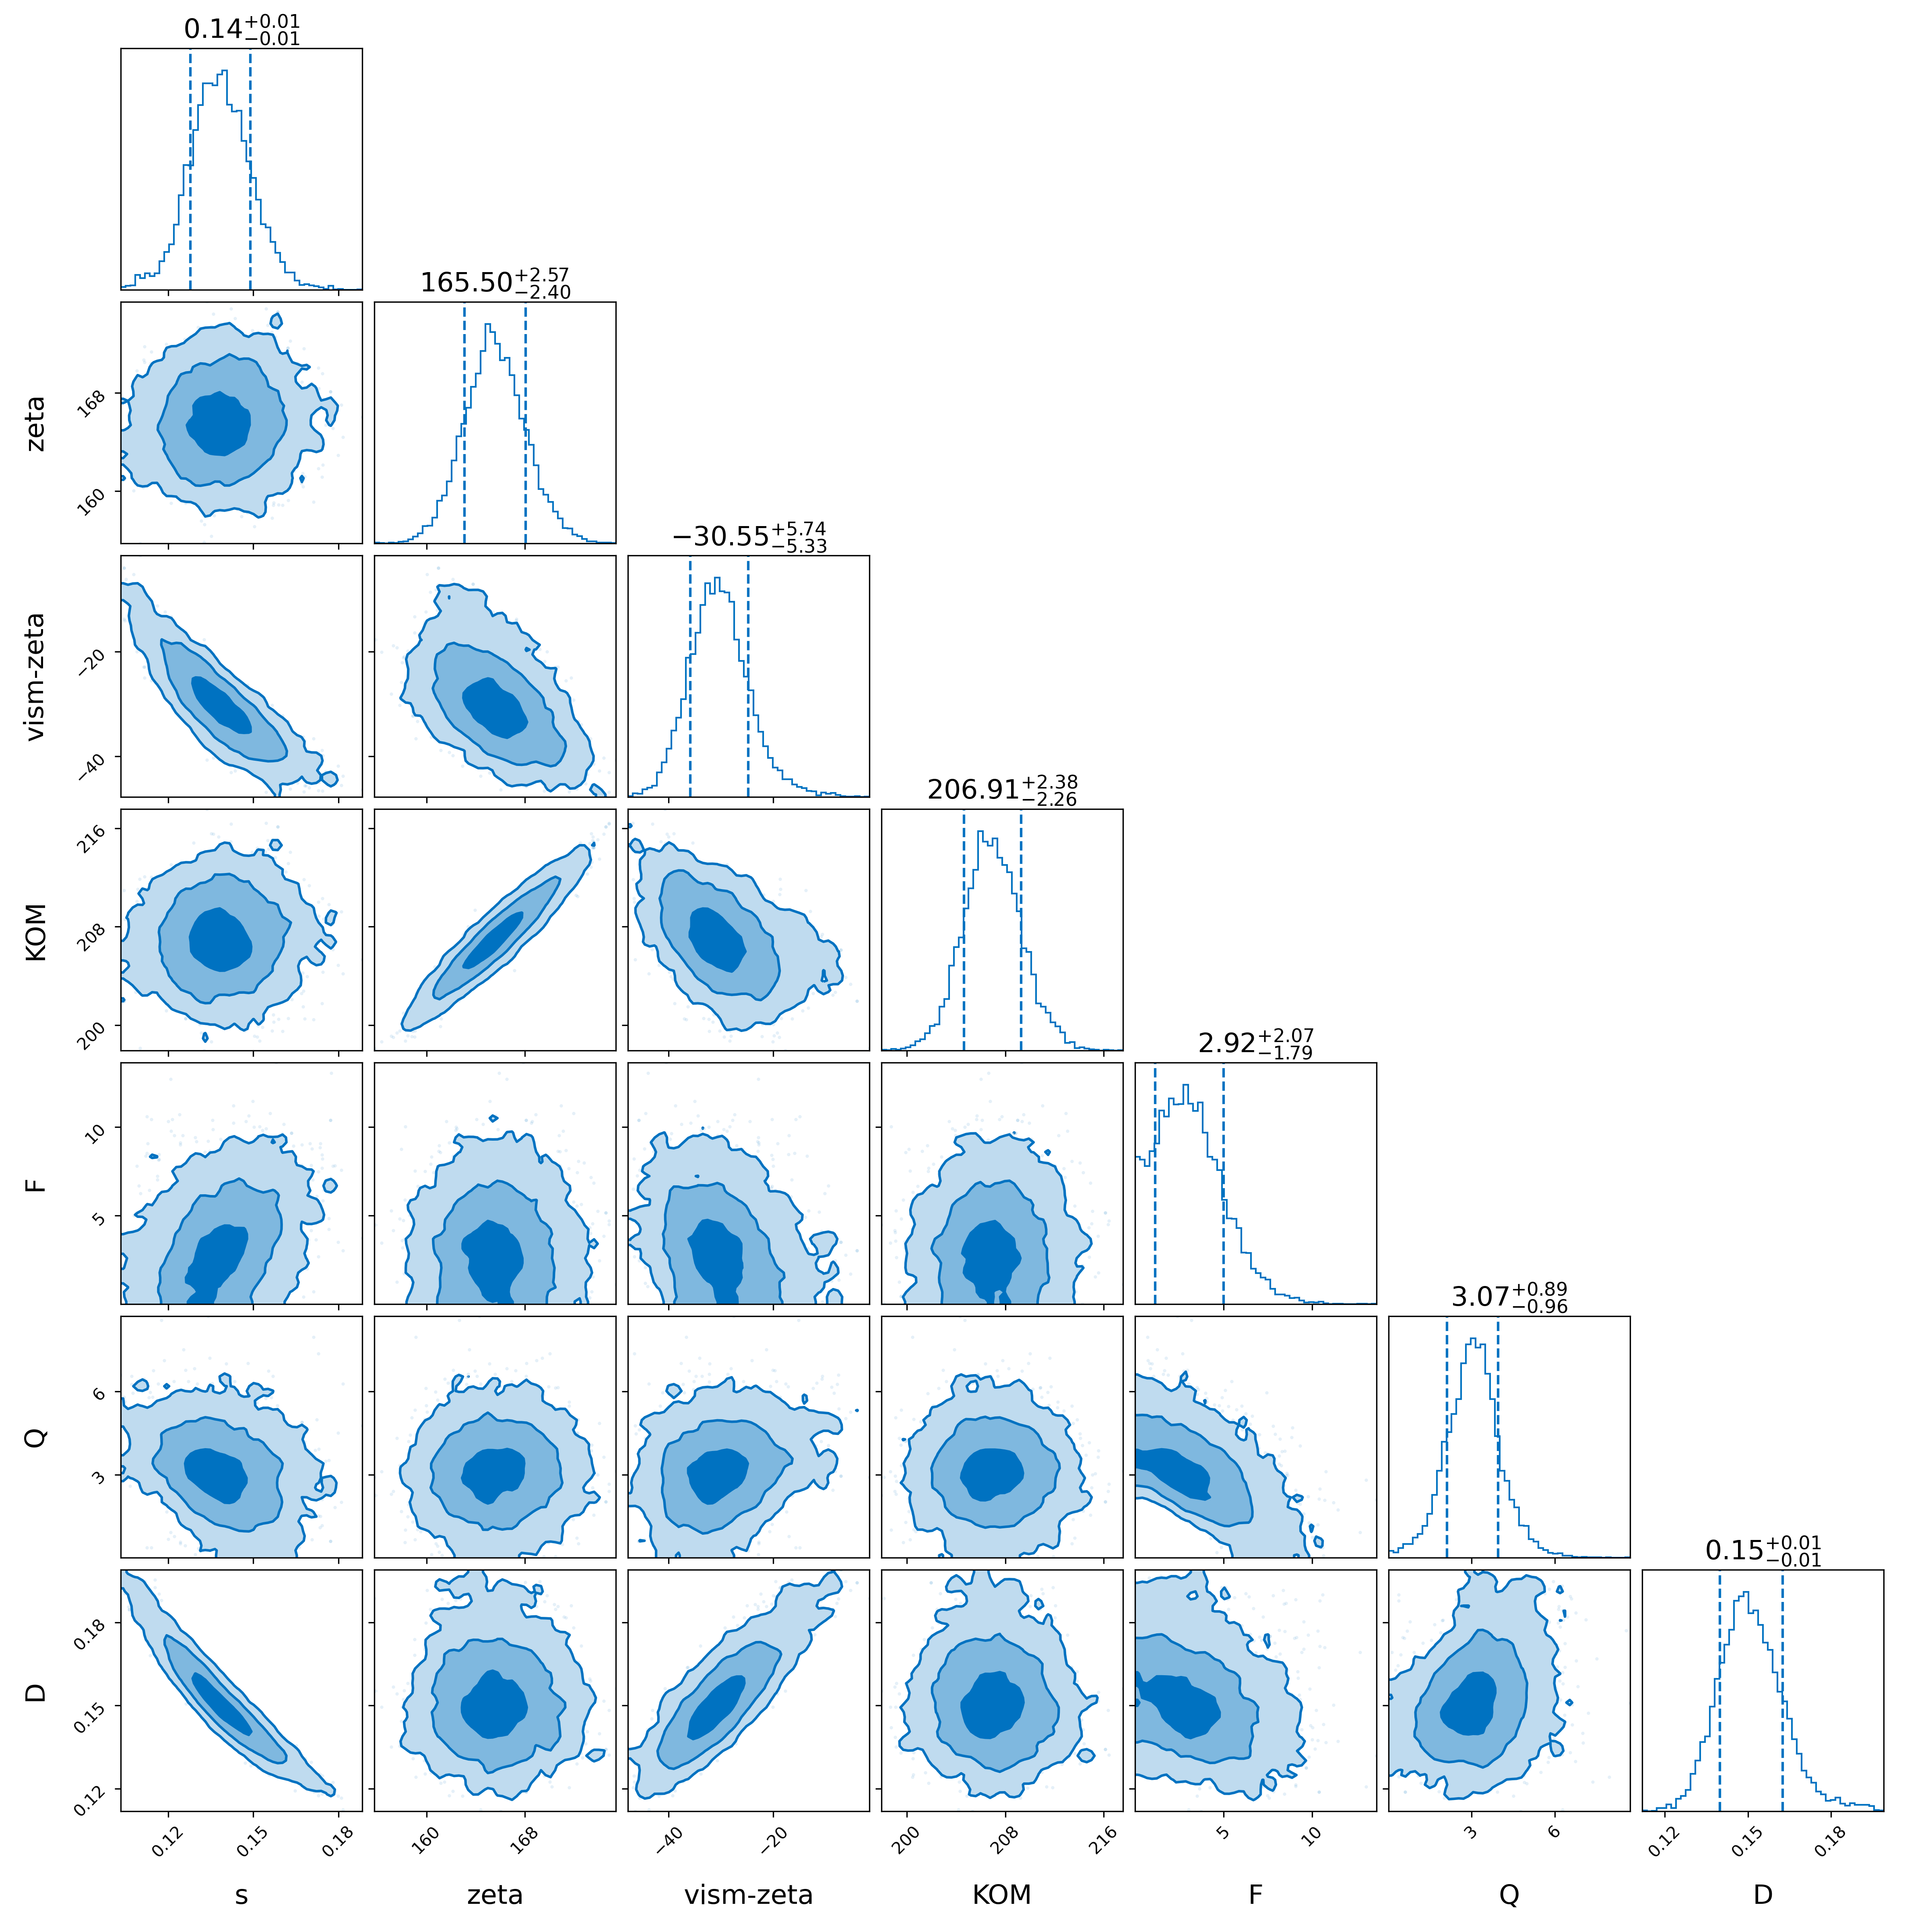 0.14+0.01−0.01
165.50+2.57−2.40
zeta 168 160
−30.55+5.74−5.33
vism-zeta −20 −40
206.91+2.38−2.26
KOM 216 208 200
2.92+2.07−1.79
F 10 5
3.07+0.89−0.96
Q 6 3
0.15+0.01−0.01
D 0.18 0.15 0.12
0.12 0.15 0.18 160 168 −40 −20 200 208 216 5 10 3 6 0.12 0.15 0.18
s zeta vism-zeta KOM F Q D